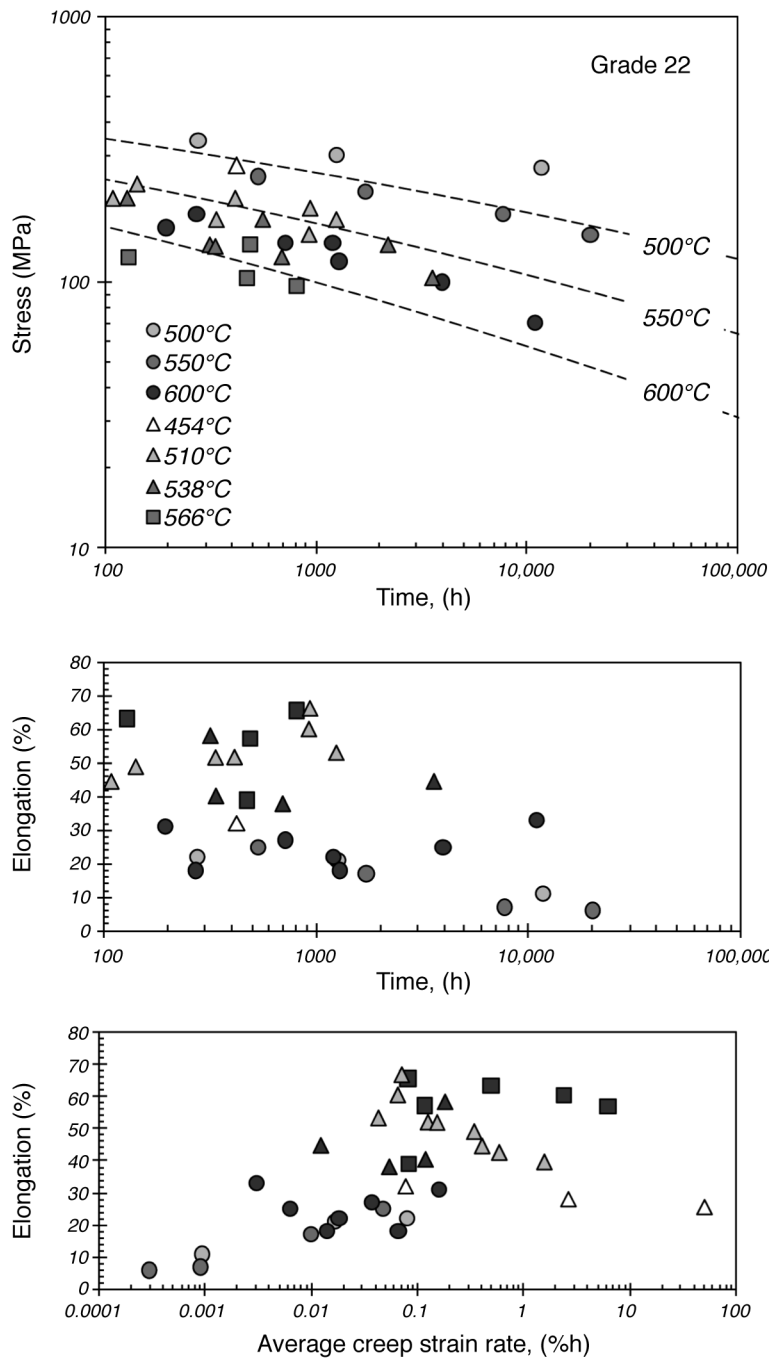 1000
Grade 22
Stress (MPa)
500°C
100
550°C
500°C
550°C
600°C
600°C
454°C
510°C
538°C
566°C
10
100 1000 10,000 100,000
Time, (h)
80
70
60
50
40
30
20
10
0
Elongation (%)
100 1000 10,000 100,000
Time, (h)
80
70
60
50
40
30
20
10
0
Elongation (%)
0.0001 0.001 0.01 0.1 1 10 100
Average creep strain rate, (%h)